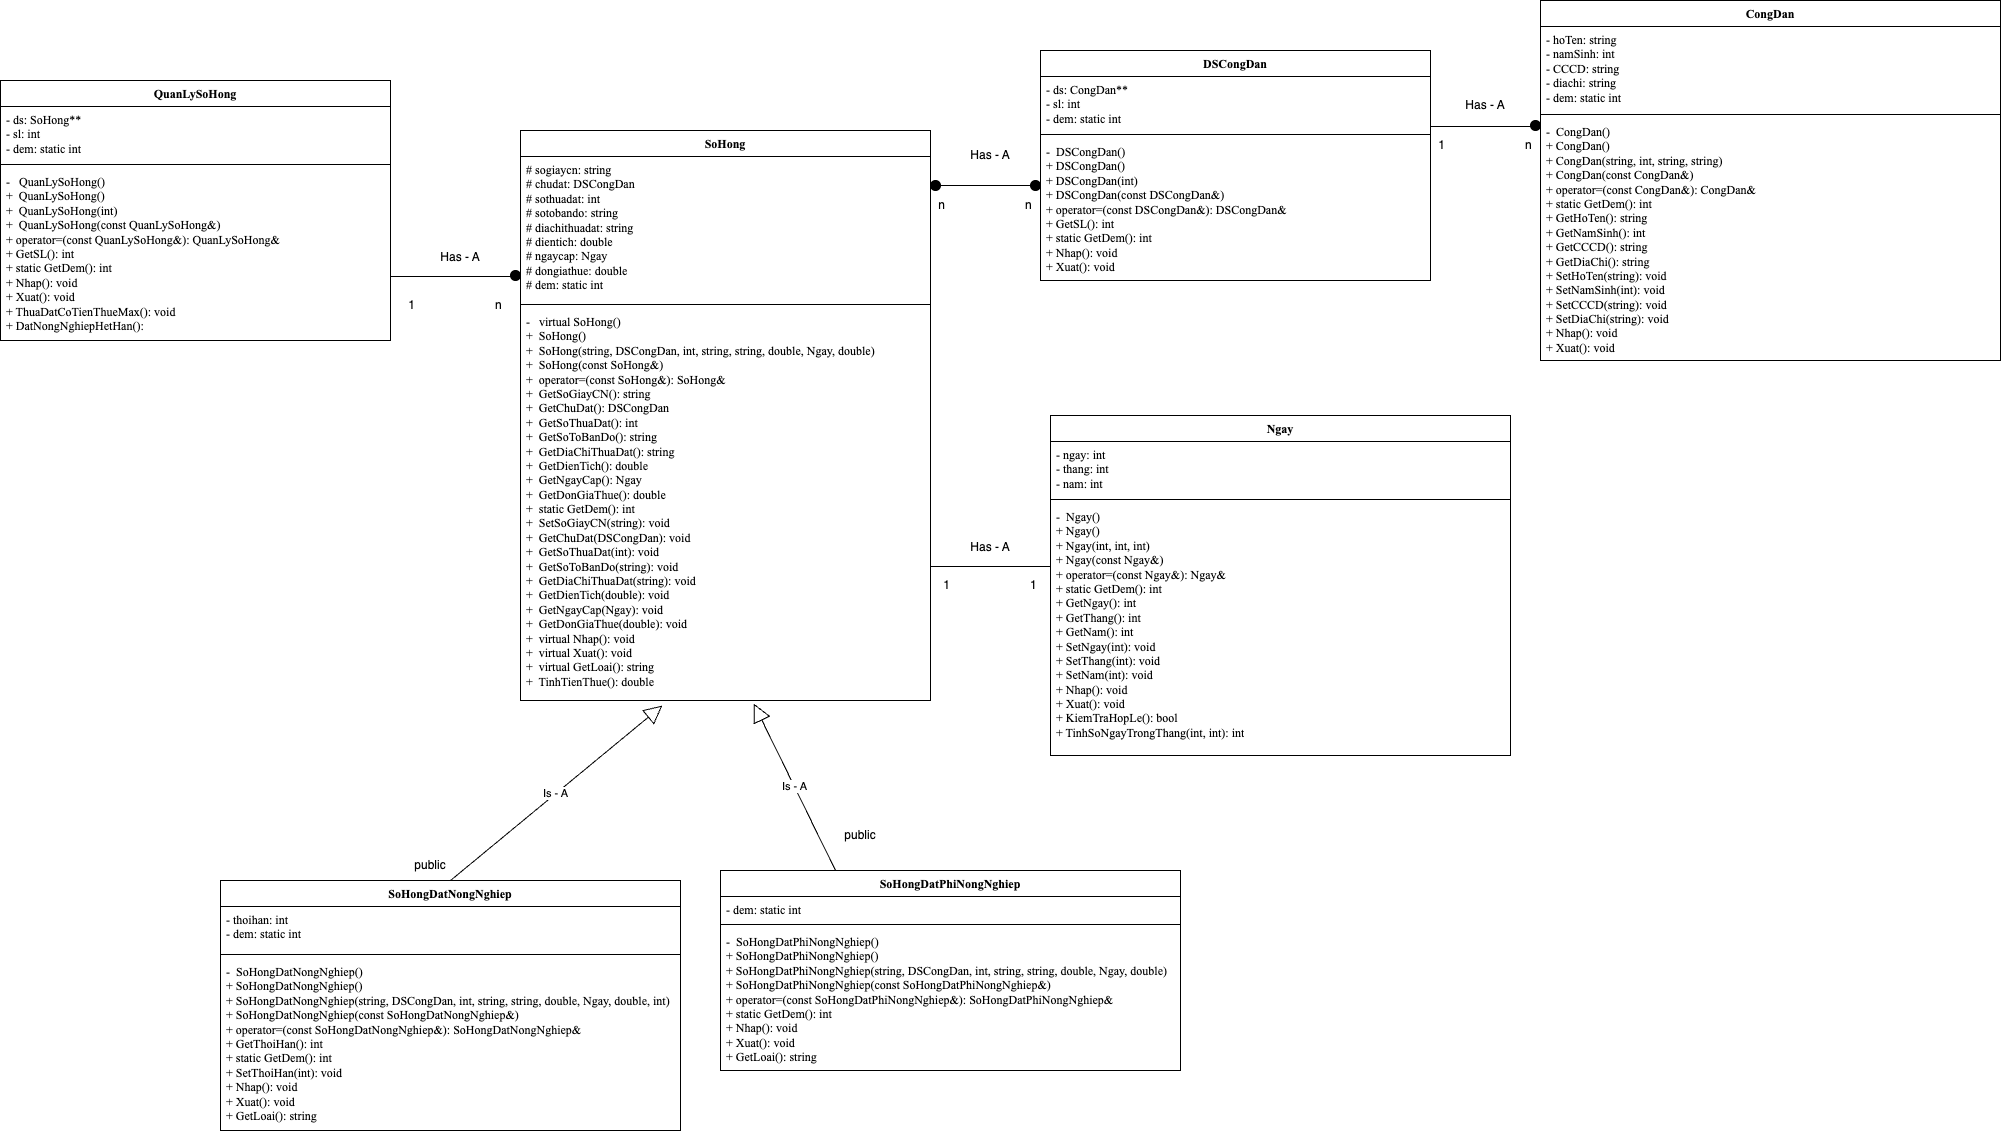 QuanLySoHong
- ds: SoHong**
- sl: int
- dem: static int
-  QuanLySoHong()
+  QuanLySoHong()
+  QuanLySoHong(int)
+  QuanLySoHong(const QuanLySoHong&)
+ operator=(const QuanLySoHong&): QuanLySoHong&
+ GetSL(): int
+ static GetDem(): int
+ Nhap(): void
+ Xuat(): void
+ ThuaDatCoTienThueMax(): void
+ DatNongNghiepHetHan():
Has - A
1
n
SoHong
# sogiaycn: string
# chudat: DSCongDan
# sothuadat: int
# sotobando: string
# diachithuadat: string
# dientich: double
# ngaycap: Ngay
# dongiathue: double
# dem: static int
-  virtual SoHong()
+  SoHong()
+  SoHong(string, DSCongDan, int, string, string, double, Ngay, double)
+  SoHong(const SoHong&)
+  operator=(const SoHong&): SoHong&
+  GetSoGiayCN(): string
+  GetChuDat(): DSCongDan
+  GetSoThuaDat(): int
+  GetSoToBanDo(): string
+  GetDiaChiThuaDat(): string
+  GetDienTich(): double
+  GetNgayCap(): Ngay
+  GetDonGiaThue(): double
+  static GetDem(): int
+  SetSoGiayCN(string): void
+  GetChuDat(DSCongDan): void
+  GetSoThuaDat(int): void
+  GetSoToBanDo(string): void
+  GetDiaChiThuaDat(string): void
+  GetDienTich(double): void
+  GetNgayCap(Ngay): void
+  GetDonGiaThue(double): void
+  virtual Nhap(): void
+  virtual Xuat(): void
+  virtual GetLoai(): string
+  TinhTienThue(): double
Has - A
n
n
DSCongDan
- ds: CongDan**
- sl: int
- dem: static int
-  DSCongDan()
+ DSCongDan()
+ DSCongDan(int)
+ DSCongDan(const DSCongDan&)
+ operator=(const DSCongDan&): DSCongDan&
+ GetSL(): int
+ static GetDem(): int
+ Nhap(): void
+ Xuat(): void
Has - A
1
n
CongDan
- hoTen: string
- namSinh: int
- CCCD: string
- diachi: string
- dem: static int
-  CongDan()
+ CongDan()
+ CongDan(string, int, string, string)
+ CongDan(const CongDan&)
+ operator=(const CongDan&): CongDan&
+ static GetDem(): int
+ GetHoTen(): string
+ GetNamSinh(): int
+ GetCCCD(): string
+ GetDiaChi(): string
+ SetHoTen(string): void
+ SetNamSinh(int): void
+ SetCCCD(string): void
+ SetDiaChi(string): void
+ Nhap(): void
+ Xuat(): void
Has - A
1
1
Ngay
- ngay: int
- thang: int
- nam: int
-  Ngay()
+ Ngay()
+ Ngay(int, int, int)
+ Ngay(const Ngay&)
+ operator=(const Ngay&): Ngay&
+ static GetDem(): int
+ GetNgay(): int
+ GetThang(): int
+ GetNam(): int
+ SetNgay(int): void
+ SetThang(int): void
+ SetNam(int): void
+ Nhap(): void
+ Xuat(): void
+ KiemTraHopLe(): bool
+ TinhSoNgayTrongThang(int, int): int
Is - A
public
Is - A
public
SoHongDatNongNghiep
- thoihan: int
- dem: static int
-  SoHongDatNongNghiep()
+ SoHongDatNongNghiep()
+ SoHongDatNongNghiep(string, DSCongDan, int, string, string, double, Ngay, double, int)
+ SoHongDatNongNghiep(const SoHongDatNongNghiep&)
+ operator=(const SoHongDatNongNghiep&): SoHongDatNongNghiep&
+ GetThoiHan(): int
+ static GetDem(): int
+ SetThoiHan(int): void
+ Nhap(): void
+ Xuat(): void
+ GetLoai(): string
SoHongDatPhiNongNghiep
- dem: static int
-  SoHongDatPhiNongNghiep()
+ SoHongDatPhiNongNghiep()
+ SoHongDatPhiNongNghiep(string, DSCongDan, int, string, string, double, Ngay, double)
+ SoHongDatPhiNongNghiep(const SoHongDatPhiNongNghiep&)
+ operator=(const SoHongDatPhiNongNghiep&): SoHongDatPhiNongNghiep&
+ static GetDem(): int
+ Nhap(): void
+ Xuat(): void
+ GetLoai(): string